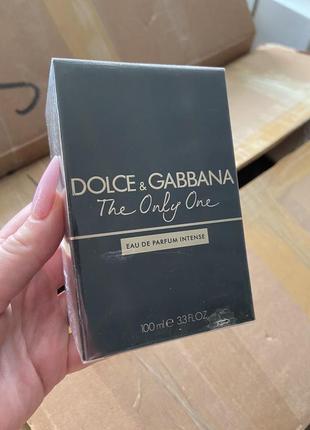 DOLCE & GABBANA
The Only One
EAU DE PARFUM INTENSE
100 ml ℮ 3.3 FL.OZ.